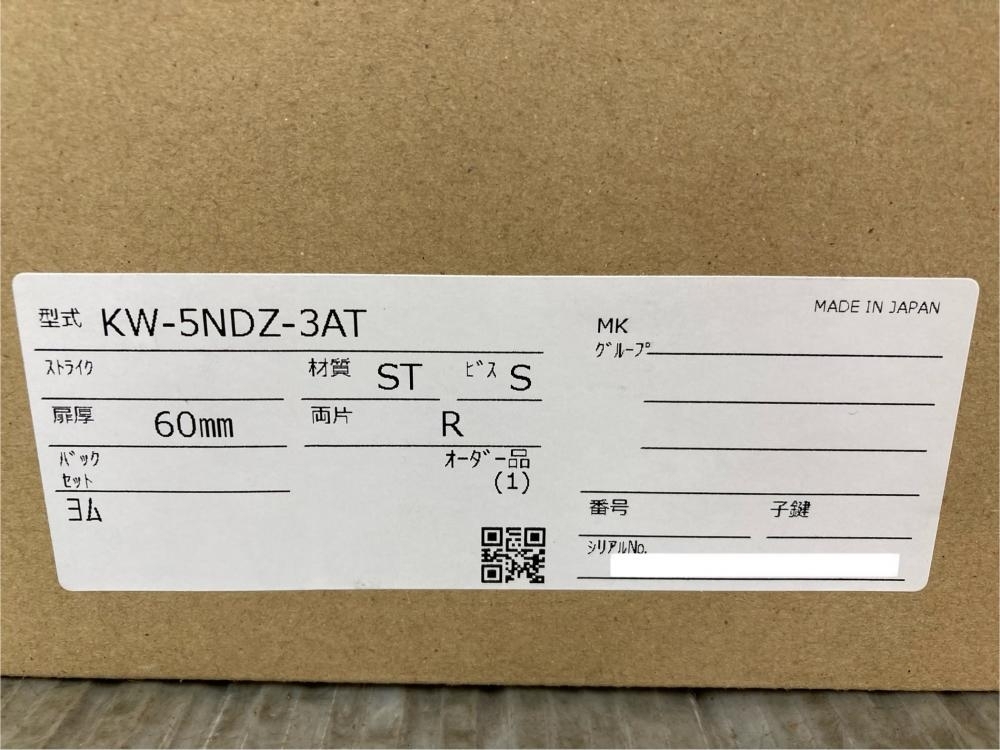 型式 KW-5NDZ-3AT
MADE IN JAPAN
MK
ｸﾞﾙｰﾌﾟ
ｽﾄﾗｲｸ
材質 ST
ﾋﾞｽ S
扉厚 60mm
両片 R
ﾊﾞｯｸ
ｾｯﾄ
ｵｰﾀﾞｰ品
(1)
ﾖﾑ
番号
子鍵
ｼﾘｱﾙNo.